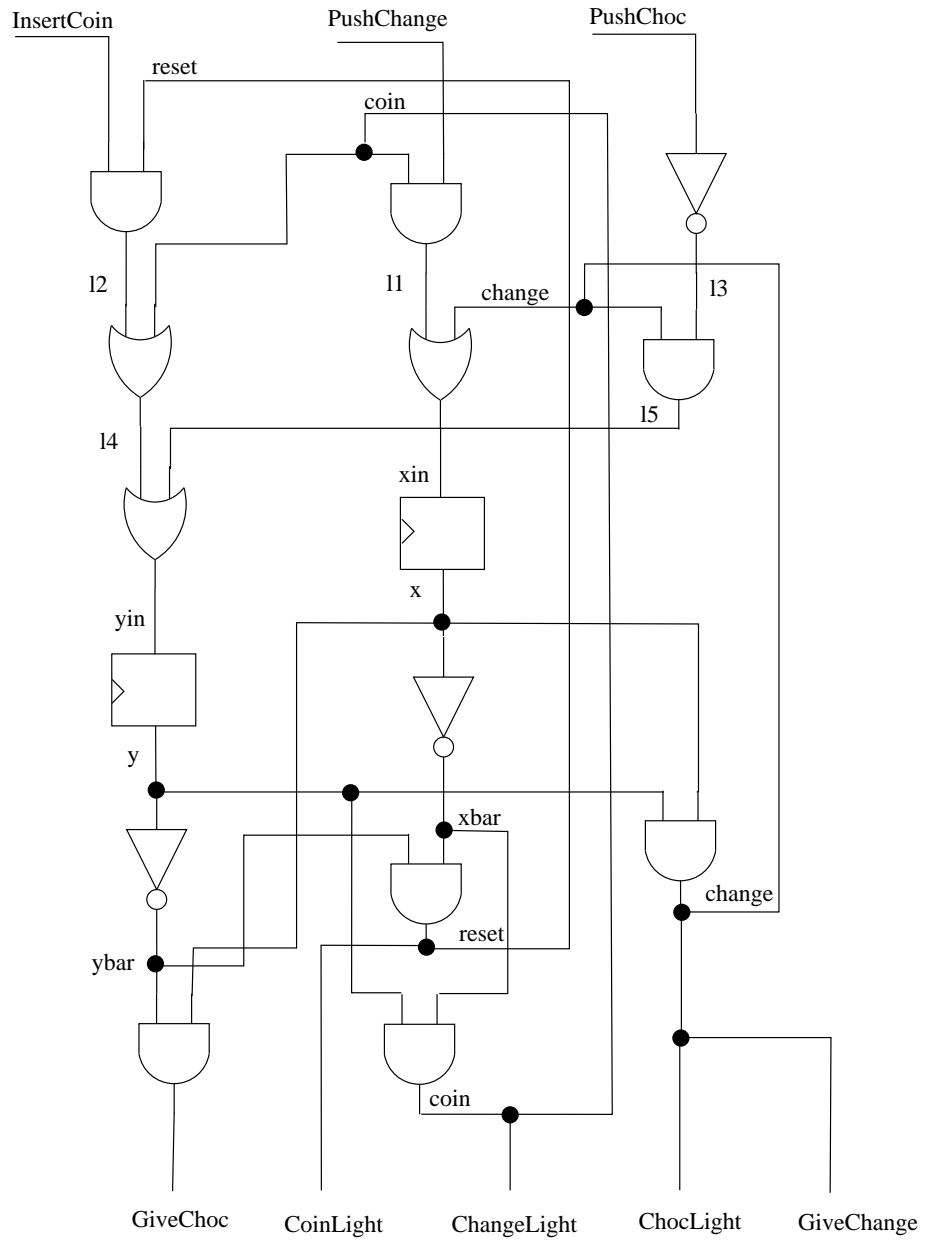 InsertCoin
PushChange
PushChoc
reset
coin
l2
l1
change
l3
l4
l5
xin
x
yin
y
xbar
change
reset
ybar
coin
GiveChoc
CoinLight
ChangeLight
ChocLight
GiveChange